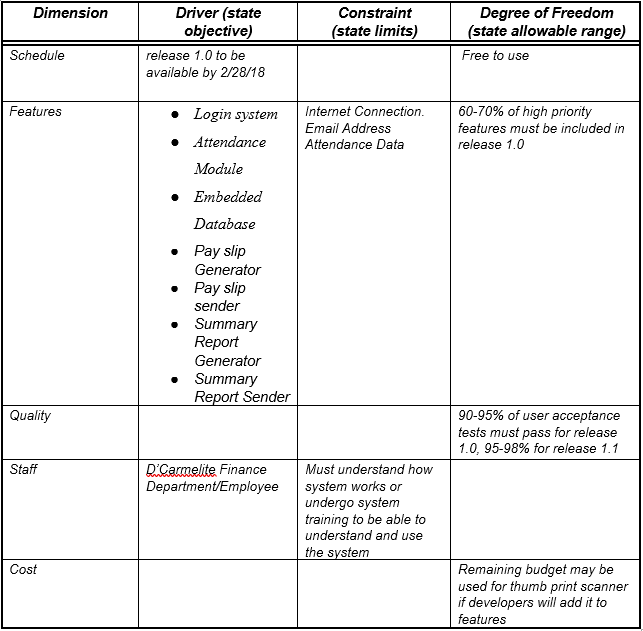 Dimension
Driver (state
objective)
Constraint
(state limits)
Degree of Freedom
(state allowable range)
Schedule
release 1.0 to be
available by 2/28/18
Free to use
Features
● Login system
● Attendance
Module
● Embedded
Database
● Pay slip
Generator
● Pay slip
sender
● Summary
Report
Generator
● Summary
Report Sender
Internet Connection.
Email Address
Attendance Data
60-70% of high priority
features must be included in
release 1.0
Quality
90-95% of user acceptance
tests must pass for release
1.0, 95-98% for release 1.1
Staff
D'Carmelite Finance
Department/Employee
Must understand how
system works or
undergo system
training to be able to
understand and use
the system
Cost
Remaining budget may be
used for thumb print scanner
if developers will add it to
features